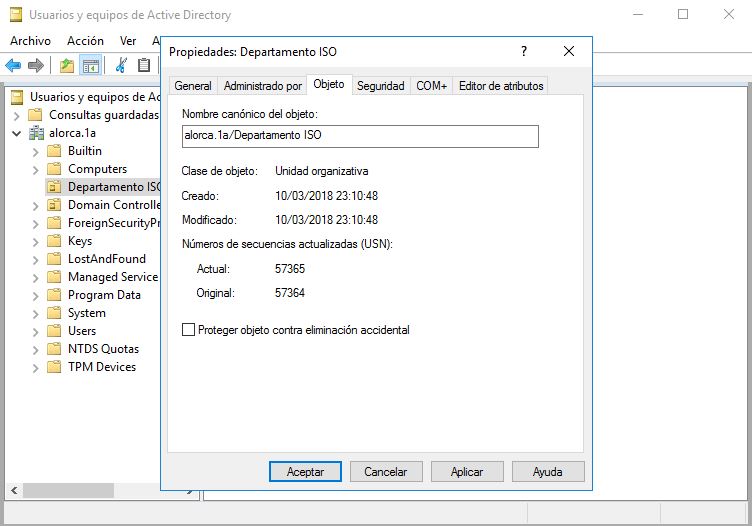 Usuarios y equipos de Active Directory
Archivo Acción Ver A
Usuarios y equipos de Ac
Consultas guardadas
alorca.1a
Builtin
Computers
Departamento ISO
Domain Controlle
ForeignSecurityPr
Keys
LostAndFound
Managed Service
Program Data
System
Users
NTDS Quotas
TPM Devices
Propiedades: Departamento ISO ?
General Administrado por Objeto Seguridad COM+ Editor de atributos
Nombre canónico del objeto:
alorca.1a/Departamento ISO
Clase de objeto: Unidad organizativa
Creado: 10/03/2018 23:10:48
Modificado: 10/03/2018 23:10:48
Números de secuencias actualizadas (USN):
Actual: 57365
Original: 57364
Proteger objeto contra eliminación accidental
Aceptar Cancelar Aplicar Ayuda